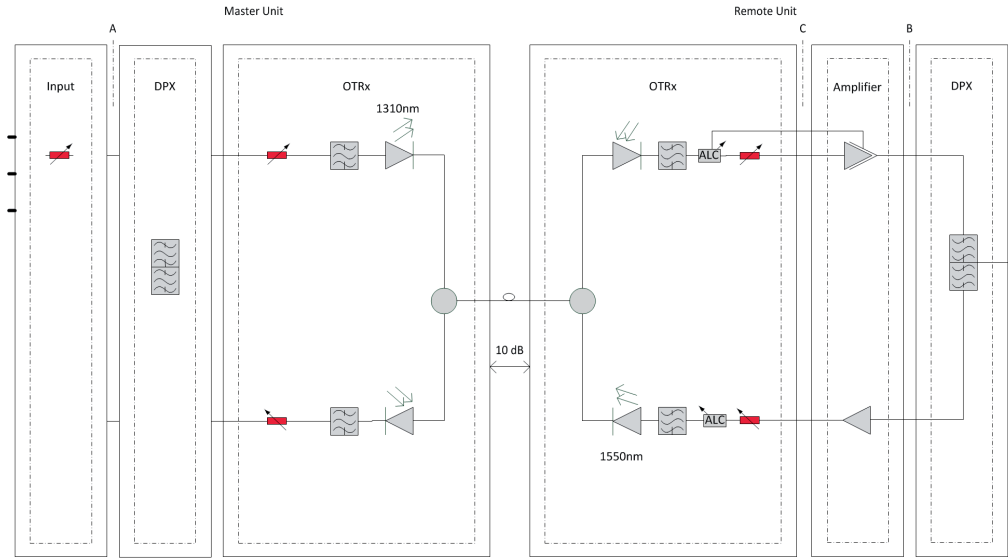 Master Unit
Remote Unit
A
C
B
Input
DPX
OTRx
OTRx
Amplifier
DPX
1310nm
ALC
10 dB
ALC
1550nm